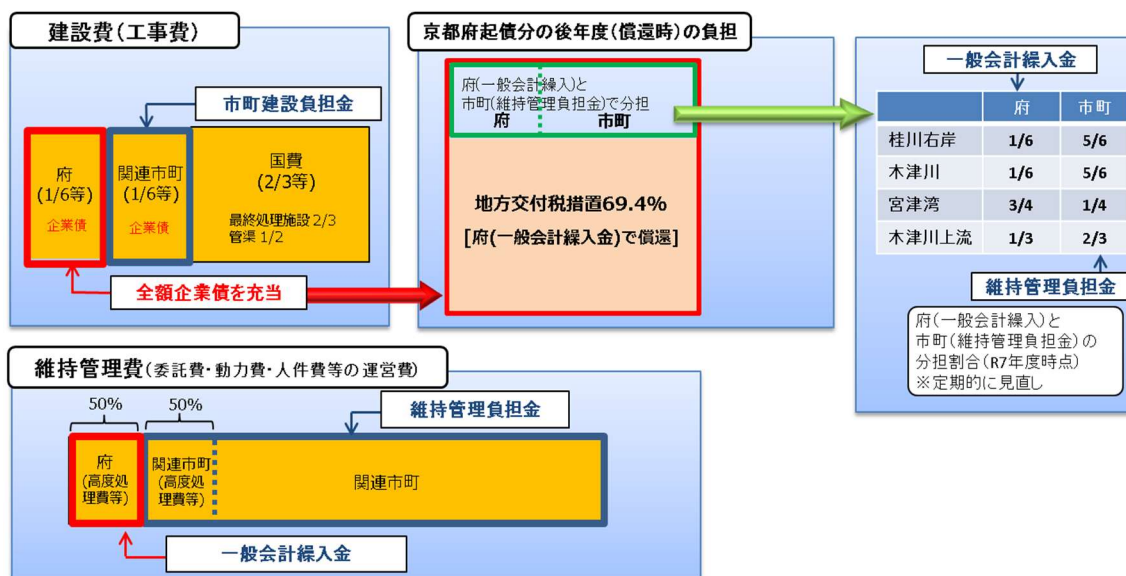 建設費(工事費)
市町建設負担金
府
(1/6等)
企業債
関連市町
(1/6等)
企業債
国費
(2/3等)
最終処理施設 2/3
管渠 1/2
全額企業債を充当
京都府起債分の後年度(償還時)の負担
府(一般会計繰入)と
市町(維持管理負担金)で分担
府 市町
地方交付税措置69.4%
[府(一般会計繰入金)で償還]
一般会計繰入金
府 市町
桂川右岸 1/6 5/6
木津川 1/6 5/6
宮津湾 3/4 1/4
木津川上流 1/3 2/3
維持管理負担金
府(一般会計繰入)と
市町(維持管理負担金)の
分担割合(R7年度時点)
※定期的に見直し
維持管理費(委託費・動力費・人件費等の運営費)
50% 50%
維持管理負担金
府
(高度処
理費等)
関連市町
(高度処
理費等)
関連市町
一般会計繰入金